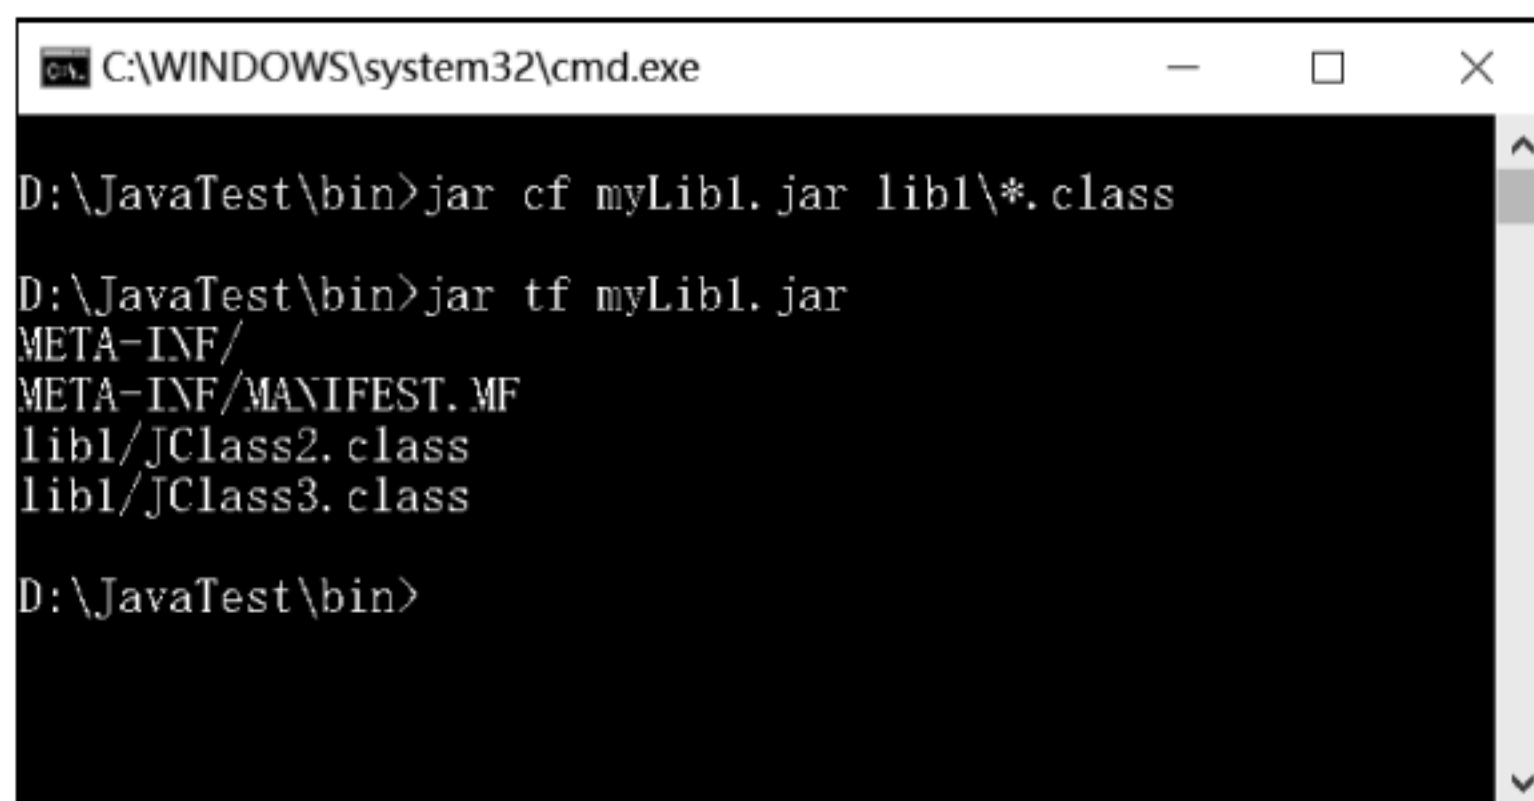 C:\WINDOWS\system32\cmd.exe
D:\JavaTest\bin>jar cf myLib1.jar lib1\*.class
D:\JavaTest\bin>jar tf myLib1.jar
META-INF/
META-INF/MANIFEST.MF
lib1/JClass2.class
lib1/JClass3.class
D:\JavaTest\bin>